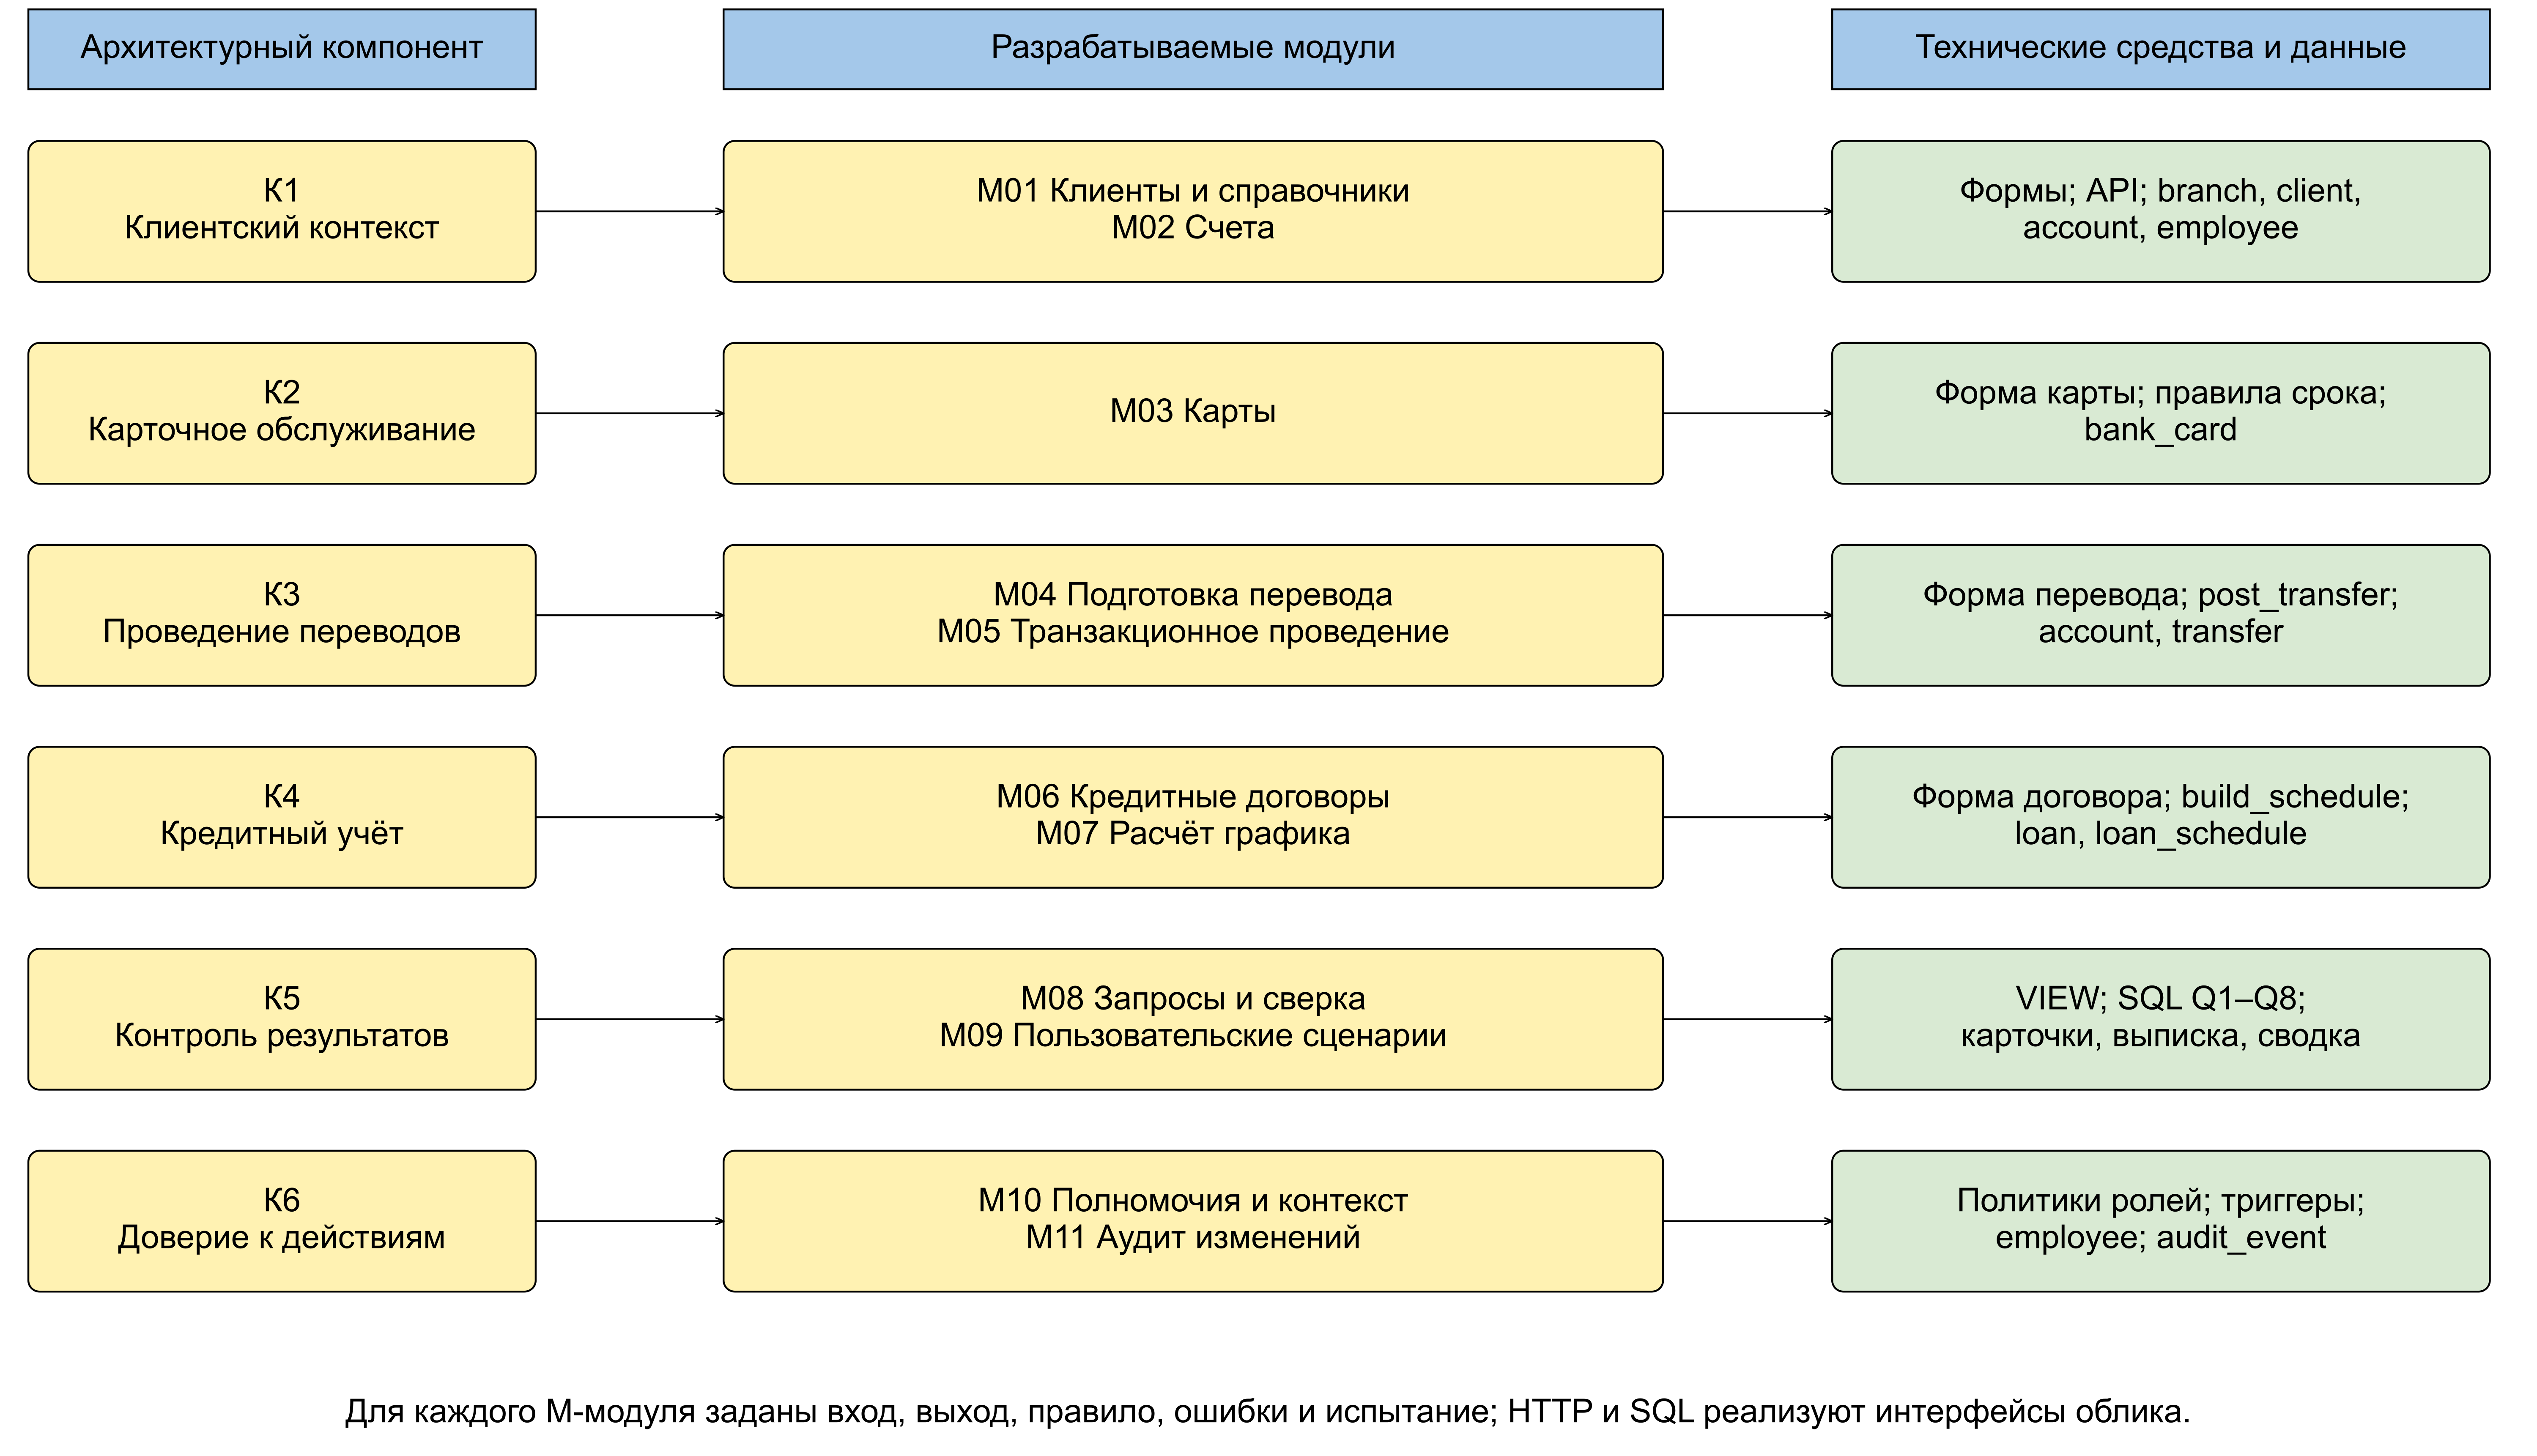 Архитектурный компонент
Разрабатываемые модули
Технические средства и данные
К1
Клиентский контекст
М01 Клиенты и справочники
М02 Счета
Формы; API; branch, client,
account, employee
К2
Карточное обслуживание
М03 Карты
Форма карты; правила срока;
bank_card
К3
Проведение переводов
М04 Подготовка перевода
М05 Транзакционное проведение
Форма перевода; post_transfer;
account, transfer
К4
Кредитный учёт
М06 Кредитные договоры
М07 Расчёт графика
Форма договора; build_schedule;
loan, loan_schedule
К5
Контроль результатов
М08 Запросы и сверка
М09 Пользовательские сценарии
VIEW; SQL Q1–Q8;
карточки, выписка, сводка
К6
Доверие к действиям
М10 Полномочия и контекст
М11 Аудит изменений
Политики ролей; триггеры;
employee; audit_event
Для каждого М-модуля заданы вход, выход, правило, ошибки и испытание; HTTP и SQL реализуют интерфейсы облика.